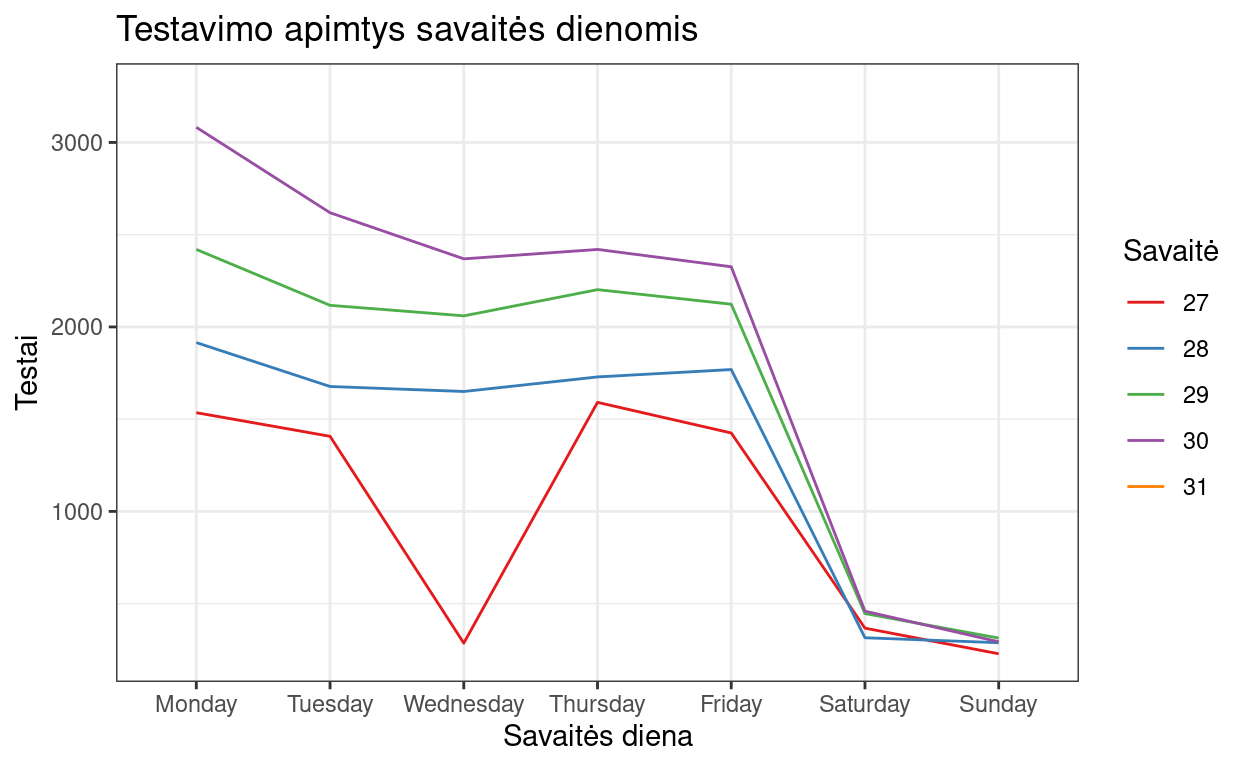 Testavimo apimtys savaitės dienomis
Testai
3000
2000
1000
Monday Tuesday Wednesday Thursday Friday Saturday Sunday
Savaitės diena
Savaitė
27
28
29
30
31